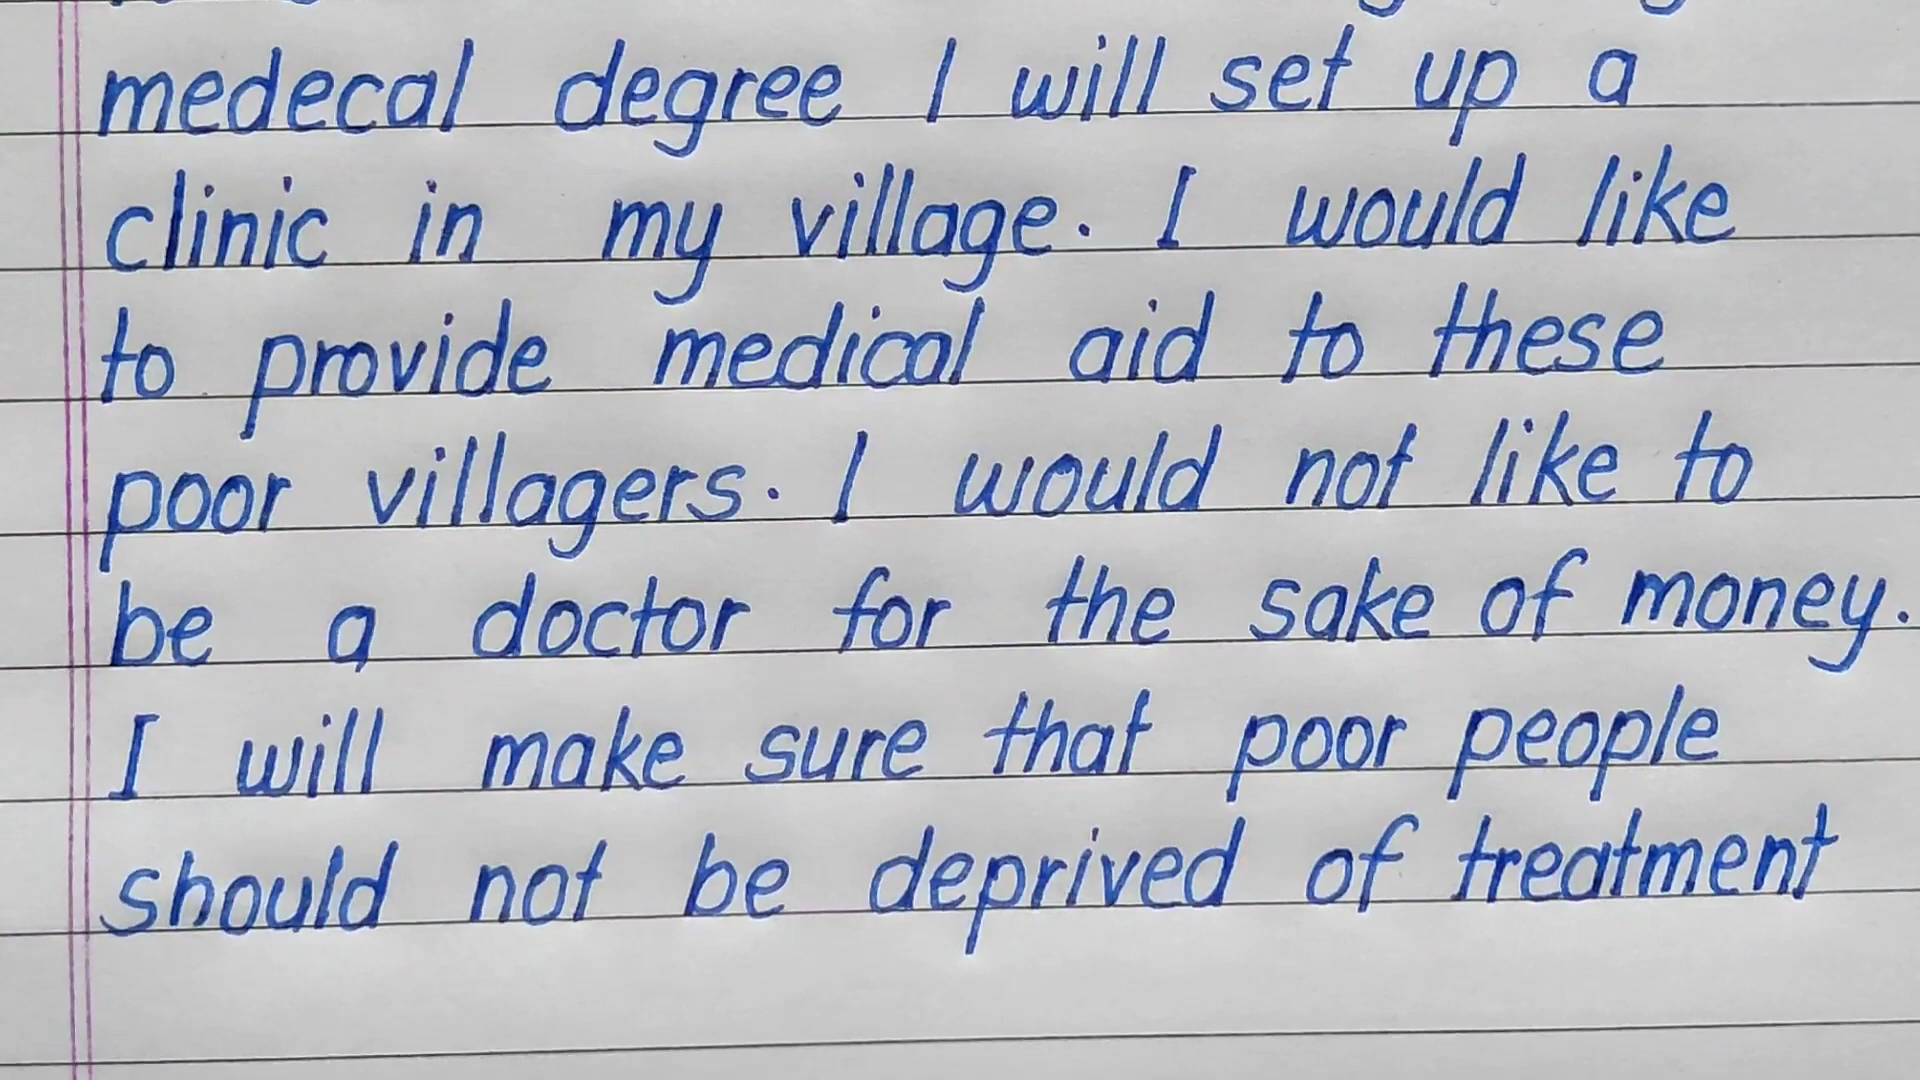 medecal degree I will set up a
clinic in my village. I would like
to provide medical aid to these
poor villagers. I would not like to
be a doctor for the sake of money.
I will make sure that poor people
should not be deprived of treatment